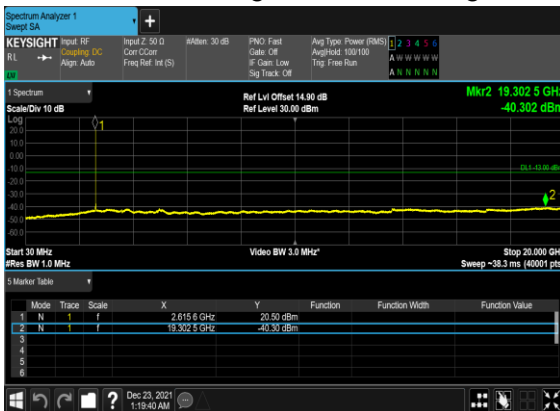 Spectrum Analyzer 1
Swept SA
KEYSIGHT
RL
Input: RF
Coupling: DC
Align: Auto
Input Z: 50 Ω
Corr CCorr
Freq Ref: Int (S)
#Atten: 30 dB
PNO: Fast
Gate: Off
IF Gain: Low
Sig Track: Off
Avg Type: Power (RMS)
Avg|Hold: 100/100
Trig: Free Run
1 2 3 4 5 6
A W W W W W
A N N N N N
LV
1 Spectrum
Scale/Div 10 dB
Ref Lvl Offset 14.90 dB
Ref Level 30.00 dBm
Mkr2 19.302 5 GHz
-40.302 dBm
Log
20.0
10.0
0.00
-10.0
-20.0
-30.0
-40.0
-50.0
-60.0
1
DL1 -13.00 dBm
2
Start 30 MHz
#Res BW 1.0 MHz
Video BW 3.0 MHz*
Stop 20.000 GHz
Sweep ~38.3 ms (40001 pts)
5 Marker Table
Mode Trace Scale X Y Function Function Width Function Value
1 N 1 f 2.615 6 GHz 20.50 dBm
2 N 1 f 19.302 5 GHz -40.30 dBm
3
4
5
6
?
Dec 23, 2021
1:19:40 AM